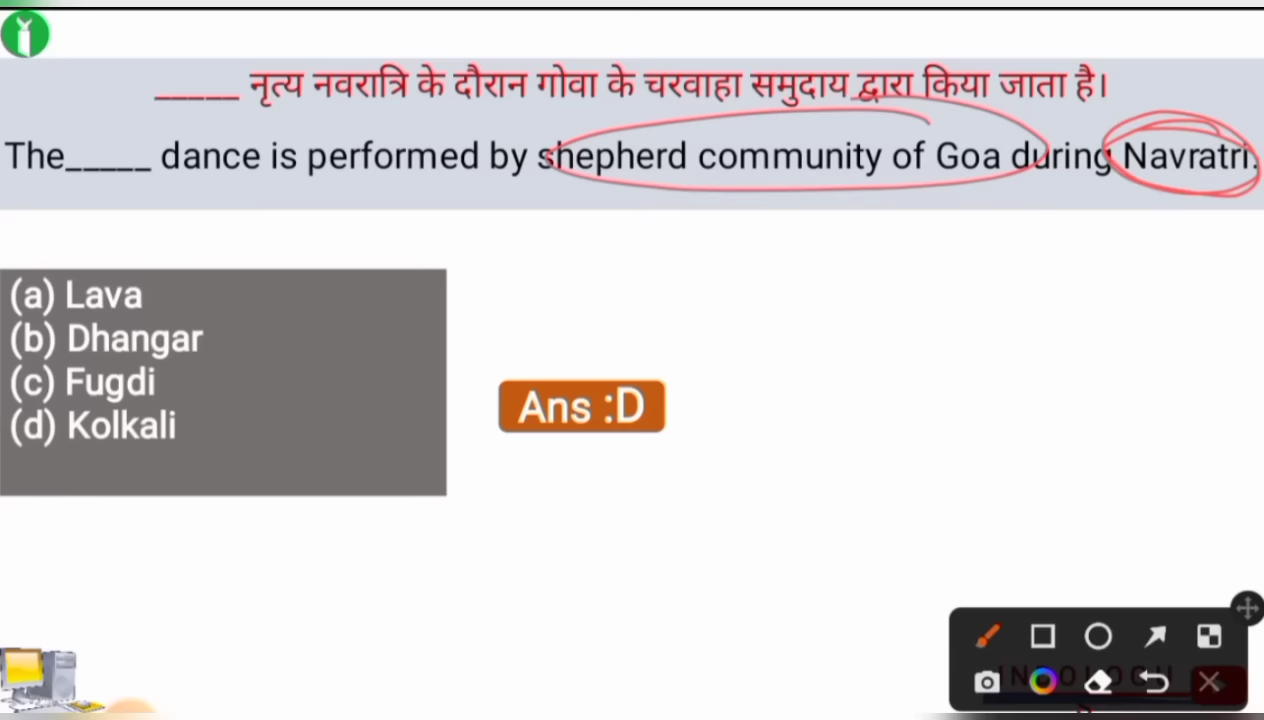 _____ नृत्य नवरात्रि के दौरान गोवा के चरवाहा समुदाय द्वारा किया जाता है।
The_____ dance is performed by shepherd community of Goa during Navratri.
(a) Lava
(b) Dhangar
(c) Fugdi
(d) Kolkali
Ans :D